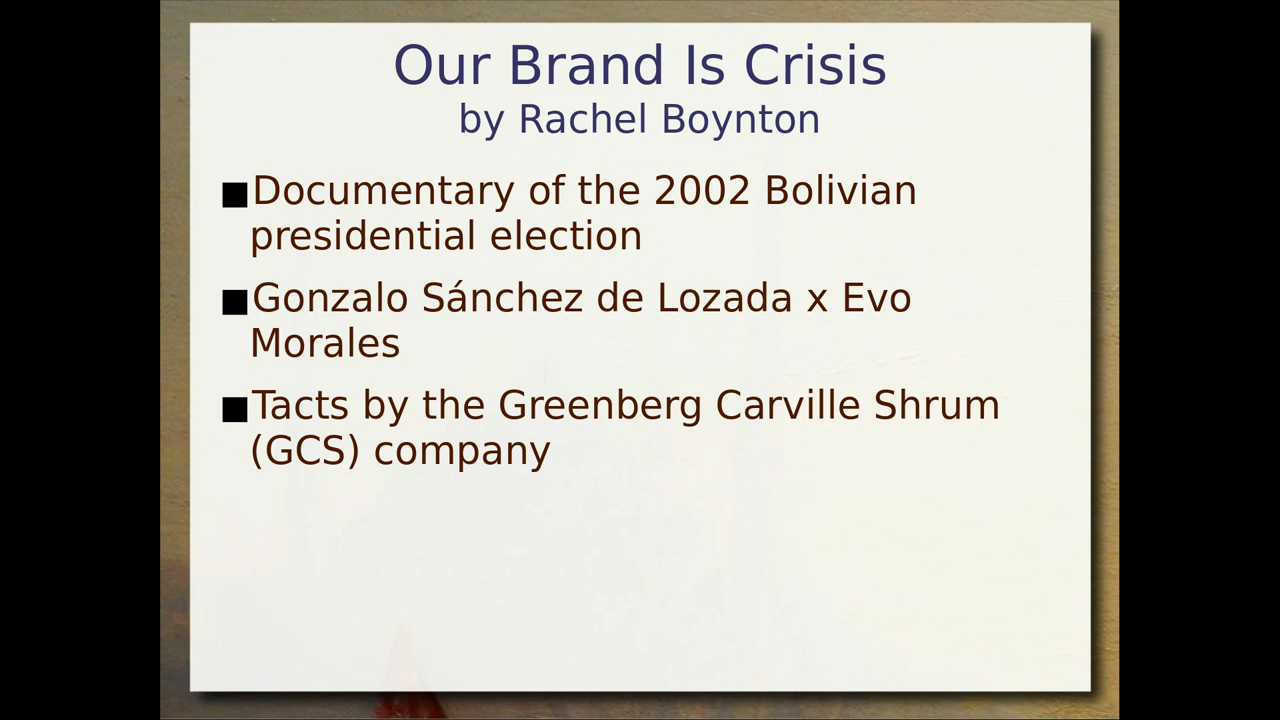 Our Brand Is Crisis
by Rachel Boynton
■Documentary of the 2002 Bolivian
presidential election
■Gonzalo Sánchez de Lozada x Evo
Morales
■Tacts by the Greenberg Carville Shrum
(GCS) company